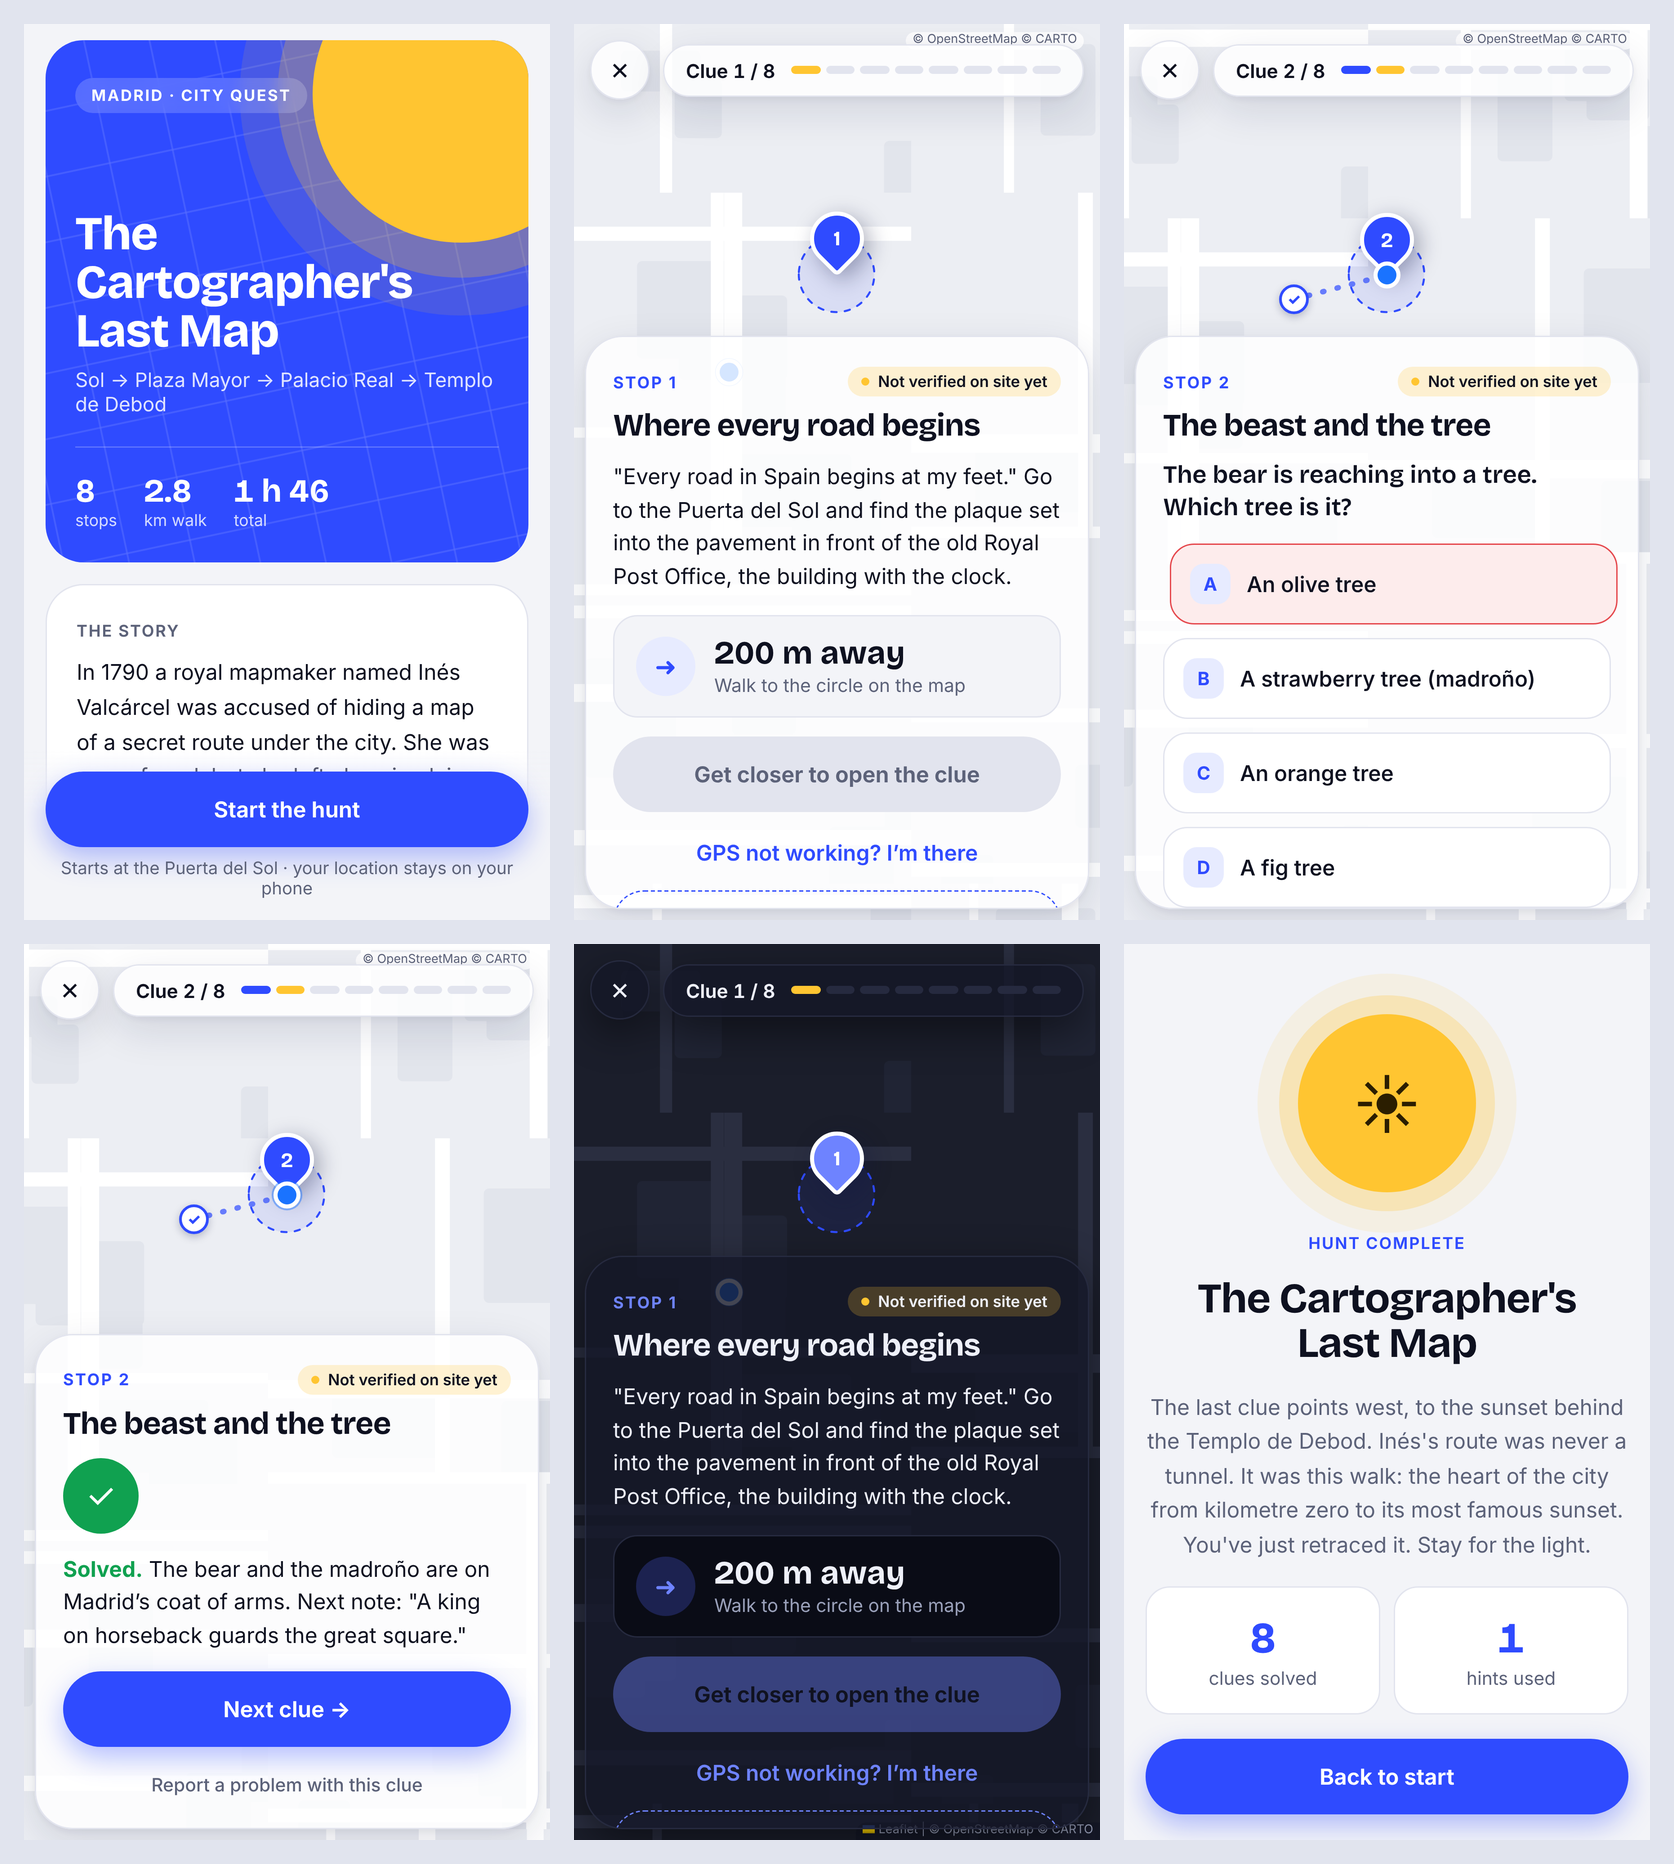 MADRID · CITY QUEST
The
Cartographer's
Last Map
Sol → Plaza Mayor → Palacio Real → Templo
de Debod
8 2.8 1 h 46
stops km walk total
THE STORY
In 1790 a royal mapmaker named Inés
Valcárcel was accused of hiding a map
of a secret route under the city. She was
Start the hunt
Starts at the Puerta del Sol · your location stays on your
phone
© OpenStreetMap © CARTO
Clue 1 / 8
1
STOP 1 Not verified on site yet
Where every road begins
"Every road in Spain begins at my feet." Go
to the Puerta del Sol and find the plaque set
into the pavement in front of the old Royal
Post Office, the building with the clock.
200 m away
Walk to the circle on the map
Get closer to open the clue
GPS not working? I’m there
© OpenStreetMap © CARTO
Clue 2 / 8
2
STOP 2 Not verified on site yet
The beast and the tree
The bear is reaching into a tree.
Which tree is it?
A An olive tree
B A strawberry tree (madroño)
C An orange tree
D A fig tree
© OpenStreetMap © CARTO
Clue 2 / 8
2
STOP 2 Not verified on site yet
The beast and the tree
Solved. The bear and the madroño are on
Madrid’s coat of arms. Next note: "A king
on horseback guards the great square."
Next clue →
Report a problem with this clue
Clue 1 / 8
1
STOP 1 Not verified on site yet
Where every road begins
"Every road in Spain begins at my feet." Go
to the Puerta del Sol and find the plaque set
into the pavement in front of the old Royal
Post Office, the building with the clock.
200 m away
Walk to the circle on the map
Get closer to open the clue
GPS not working? I’m there
Leaflet | © OpenStreetMap © CARTO
HUNT COMPLETE
The Cartographer's
Last Map
The last clue points west, to the sunset behind
the Templo de Debod. Inés's route was never a
tunnel. It was this walk: the heart of the city
from kilometre zero to its most famous sunset.
You've just retraced it. Stay for the light.
8 1
clues solved hints used
Back to start